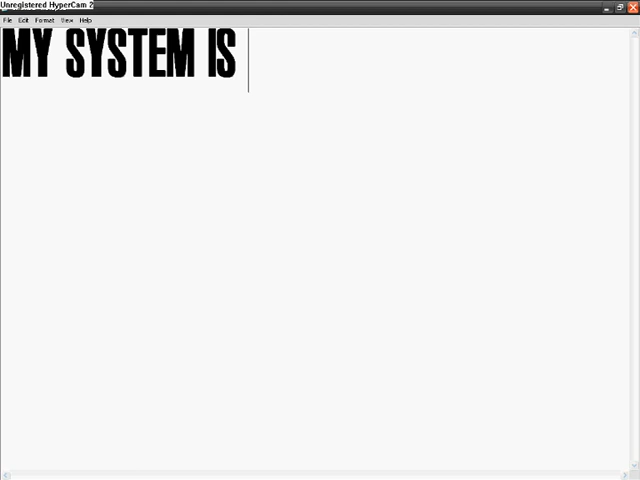 Unregistered HyperCam 2
File Edit Format View Help
MY SYSTEM IS